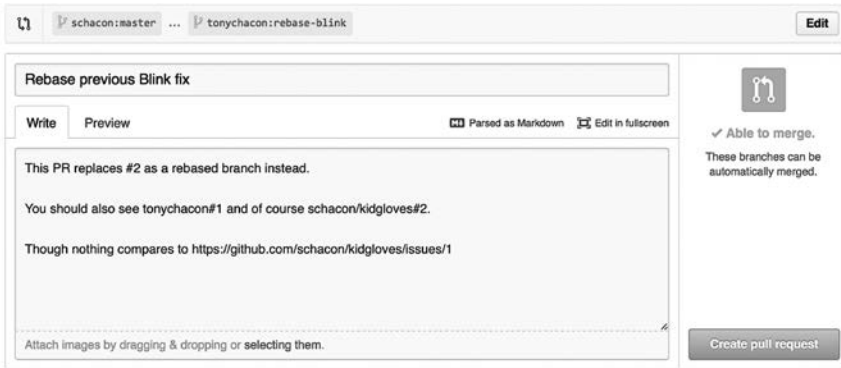 schacon:master ... tonychacon:rebase-blink Edit
Rebase previous Blink fix
Write Preview Parsed as Markdown Edit in fullscreen
This PR replaces #2 as a rebased branch instead.
You should also see tonychacon#1 and of course schacon/kidgloves#2.
Though nothing compares to https://github.com/schacon/kidgloves/issues/1
Attach images by dragging & dropping or selecting them.
✓ Able to merge.
These branches can be
automatically merged.
Create pull request